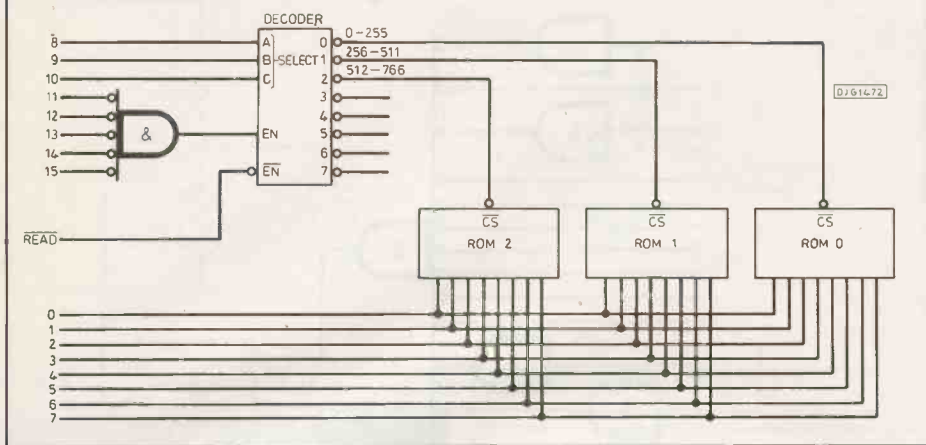 DECODER
8 A 0 0-255
9 B SELECT 1 256-511
10 C 2 512-766
11 3
12 4
13 & EN 5
14 6
15 EN 7
DJG1472
READ
CS CS CS
ROM 2 ROM 1 ROM 0
0
1
2
3
4
5
6
7